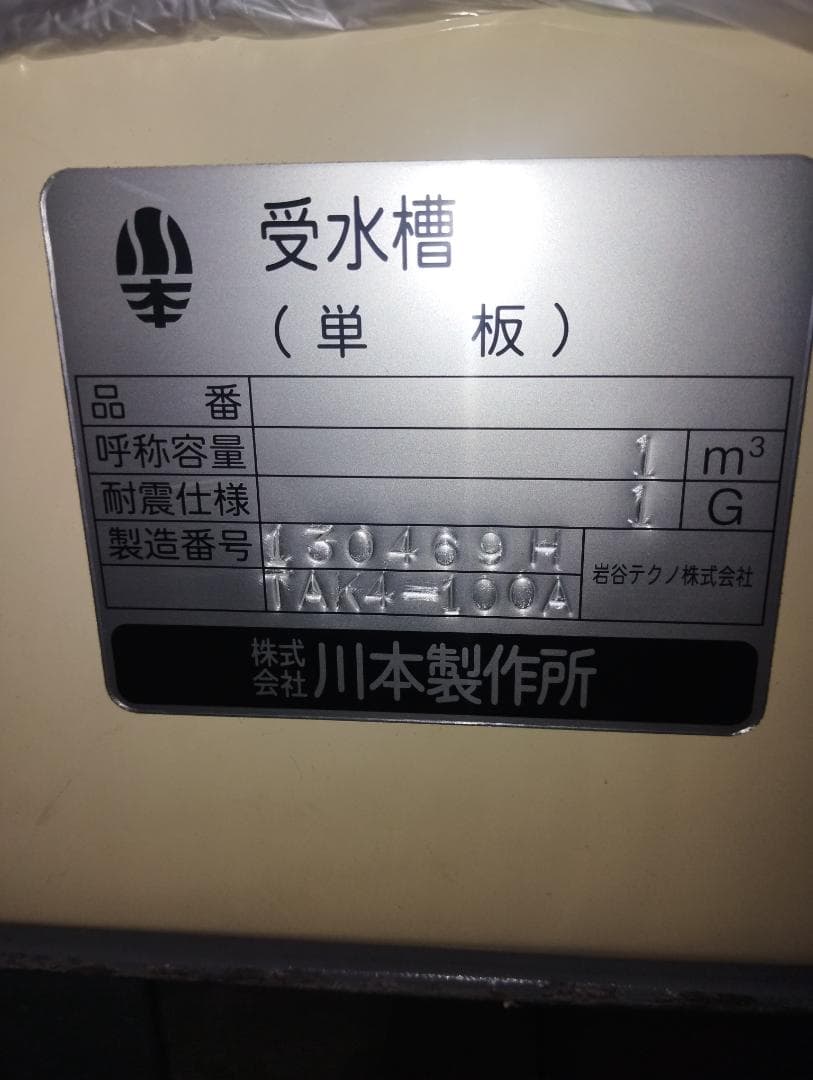 川本
受水槽
(単 板)
品 番
呼称容量 1 m³
耐震仕様 1 G
製造番号 130469H
TAK4-100A
岩谷テクノ株式会社
株式会社 川本製作所